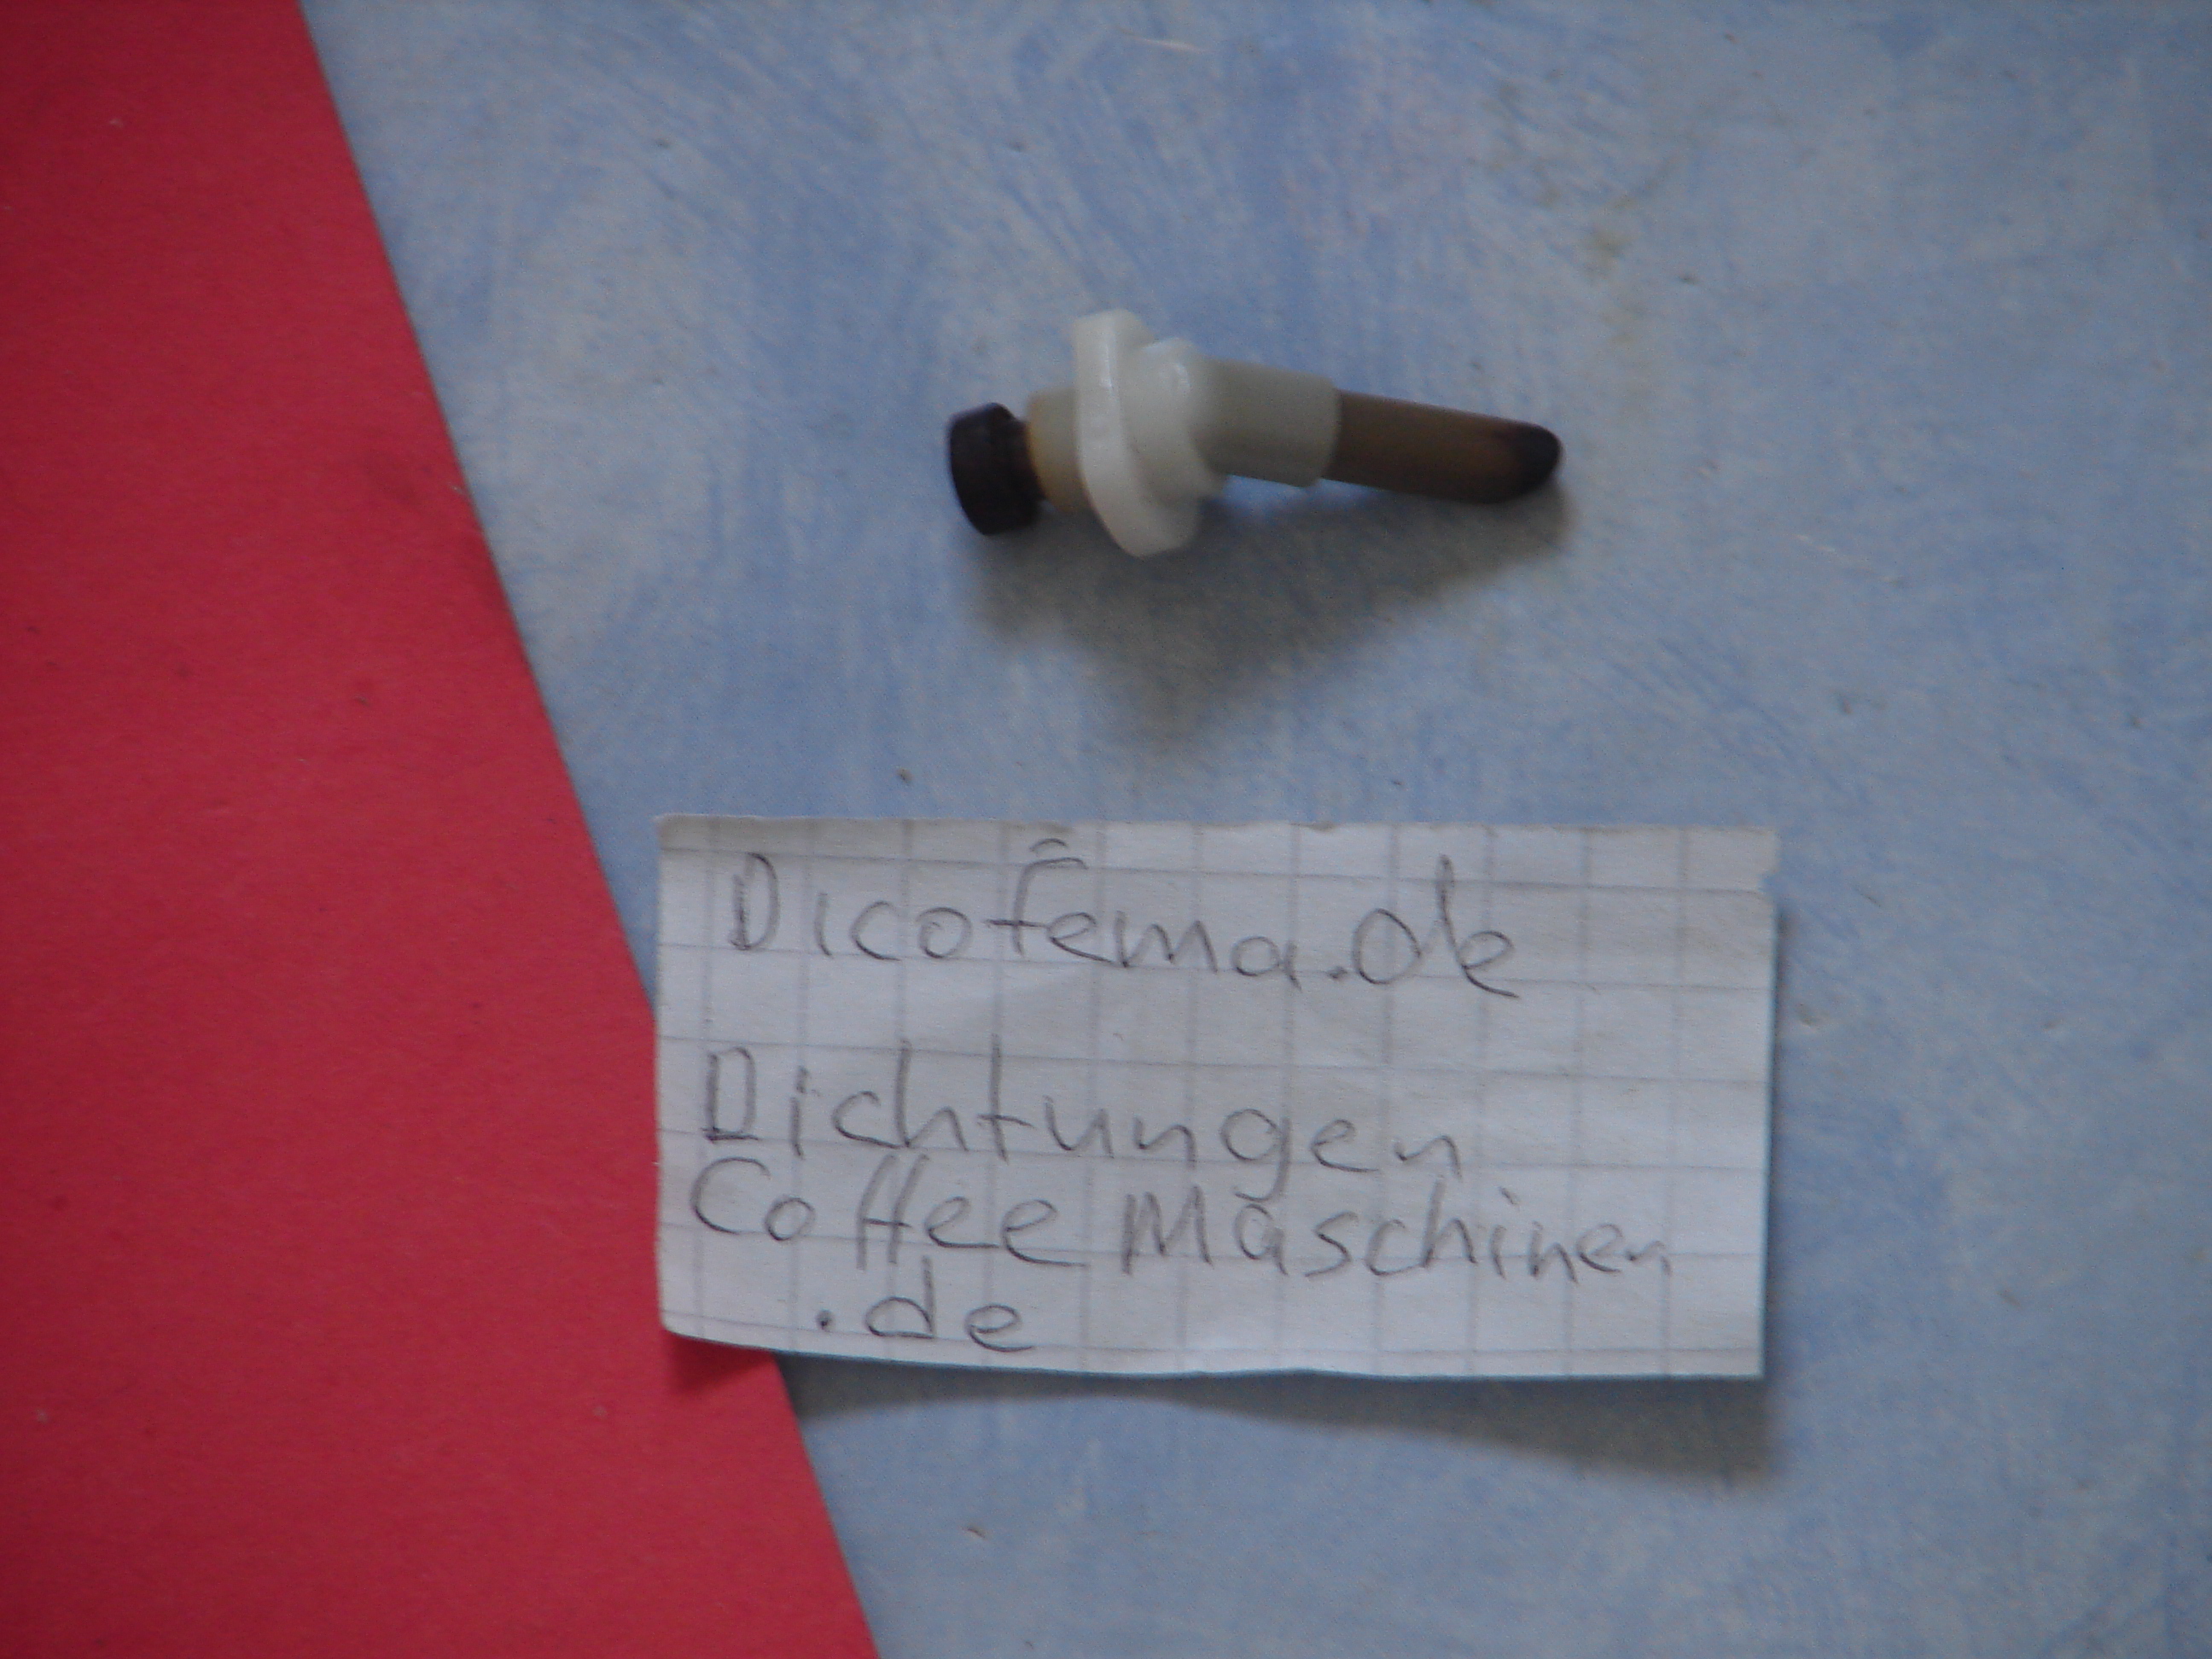 Dicofema.de
Dichtungen
Coffee Maschinen
.de